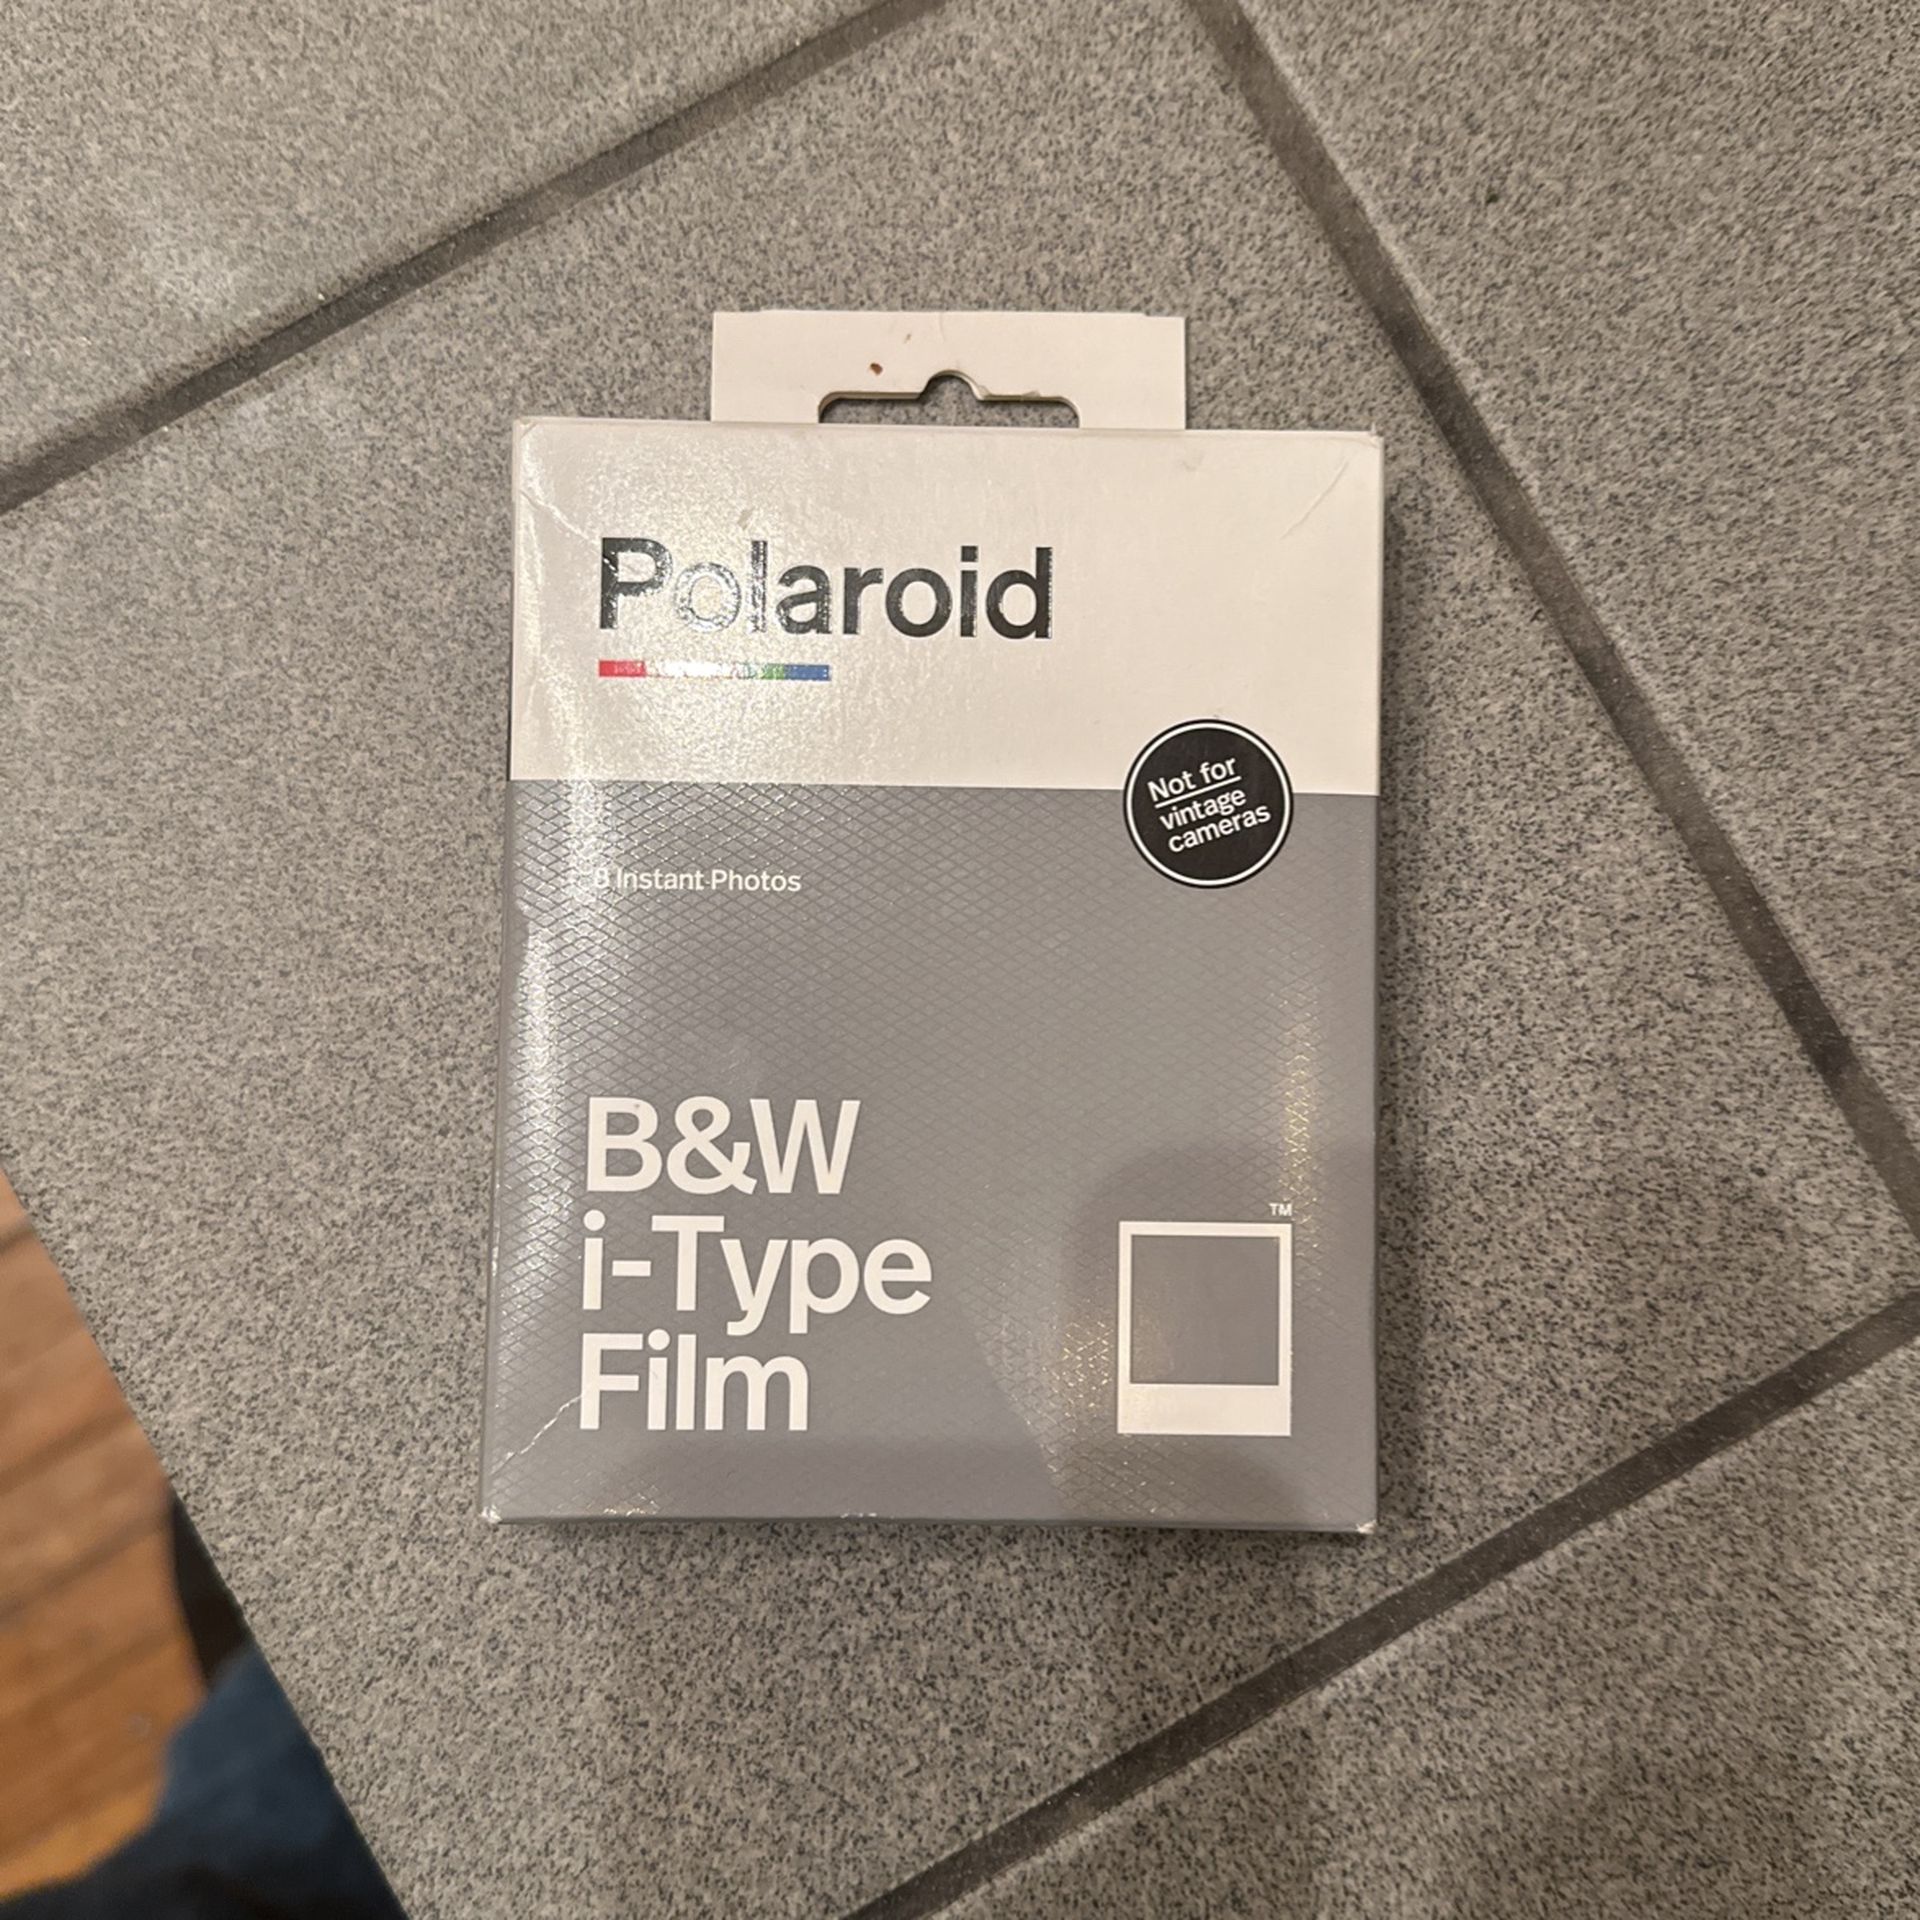 Polaroid
Not for
vintage
cameras
8 Instant Photos
B&W
i-Type
Film
TM